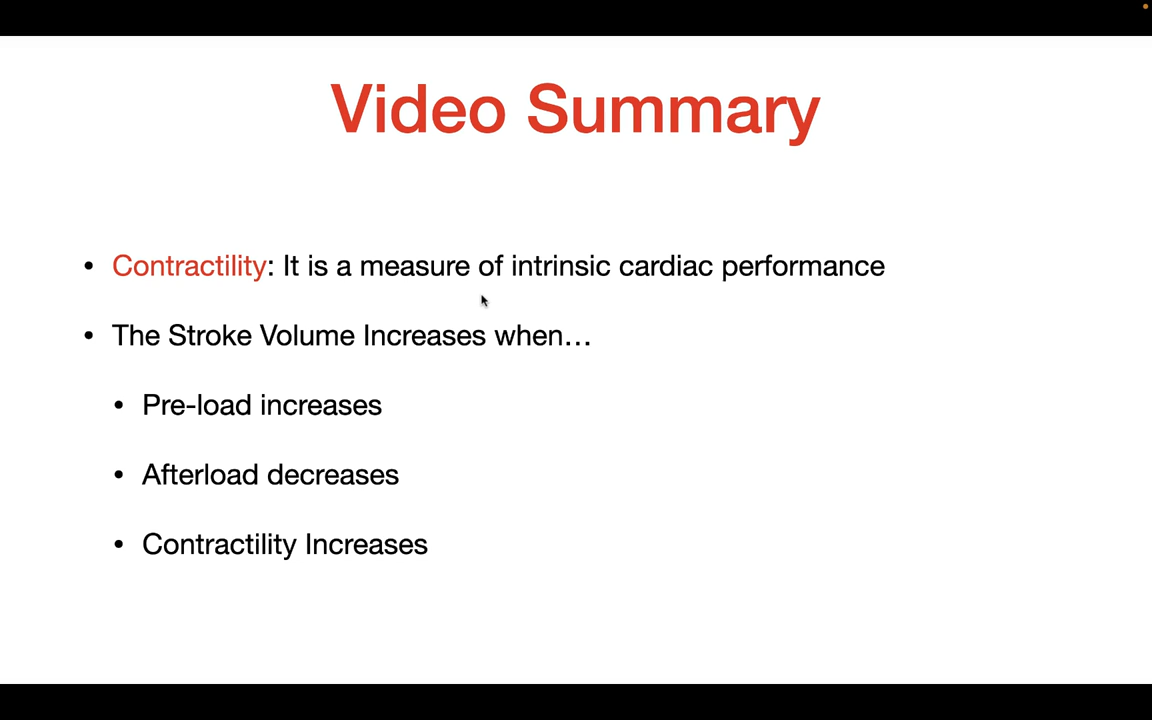 Video Summary
• Contractility: It is a measure of intrinsic cardiac performance
• The Stroke Volume Increases when…
• Pre-load increases
• Afterload decreases
• Contractility Increases